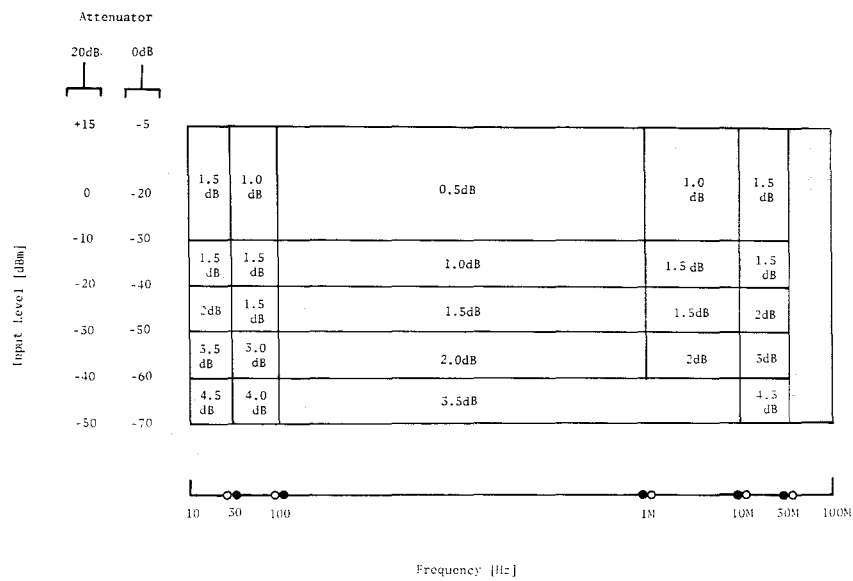 Attenuator
20dB 0dB
+15 -5
0 -20
-10 -30
-20 -40
-30 -50
-40 -60
-50 -70
Input Level [dBm]
1.5 dB 1.0 dB 0.5dB 1.0 dB 1.5 dB
1.5 dB 1.5 dB 1.0dB 1.5 dB 1.5 dB
2dB 1.5 dB 1.5dB 1.5dB 2dB
3.5 dB 3.0 dB 2.0dB 2dB 3dB
4.5 dB 4.0 dB 3.5dB dB
10 30 100 1M 10M 30M 100M
Frequency [Hz]